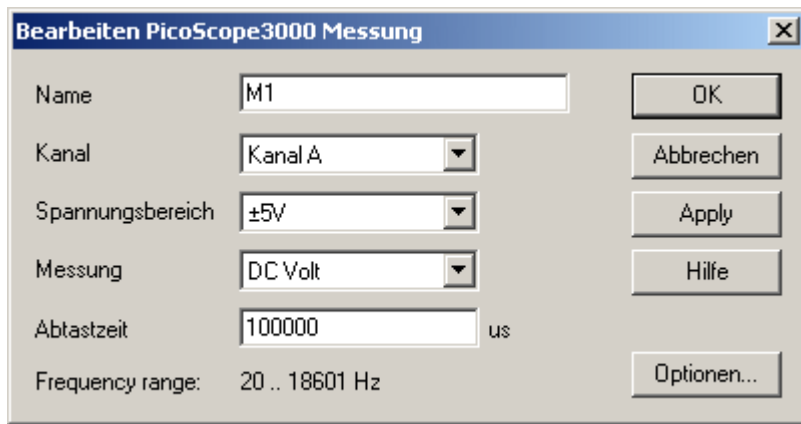 Bearbeiten PicoScope3000 Messung
Name M1 OK
Kanal Kanal A Abbrechen
Spannungsbereich ±5V Apply
Messung DC Volt Hilfe
Abtastzeit 100000 us
Frequency range: 20 .. 18601 Hz Optionen...